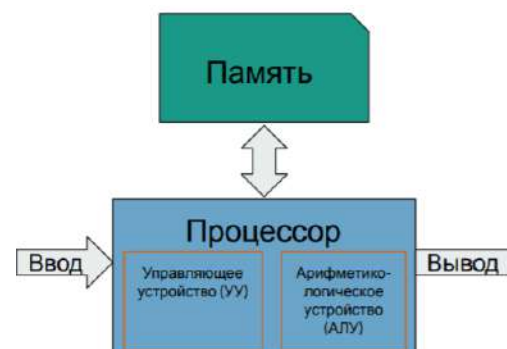 Память
Процессор
Ввод
Управляющее
устройство (УУ)
Арифметико-
логическое
устройство
(АЛУ)
Вывод